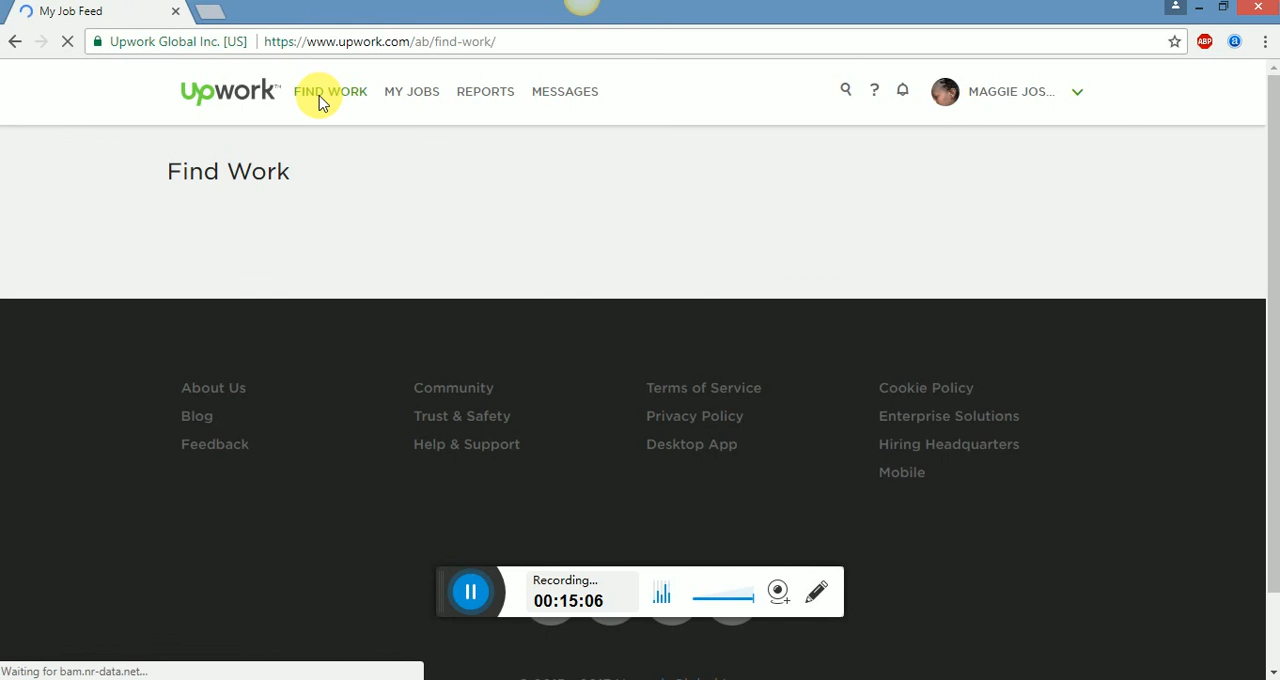 My Job Feed
Upwork Global Inc. [US] https://www.upwork.com/ab/find-work/
ABP
a
Upwork™ FIND WORK MY JOBS REPORTS MESSAGES ? MAGGIE JOS...
Find Work
About Us Community Terms of Service Cookie Policy
Blog Trust & Safety Privacy Policy Enterprise Solutions
Feedback Help & Support Desktop App Hiring Headquarters
Mobile
Recording...
00:15:06
Waiting for bam.nr-data.net...